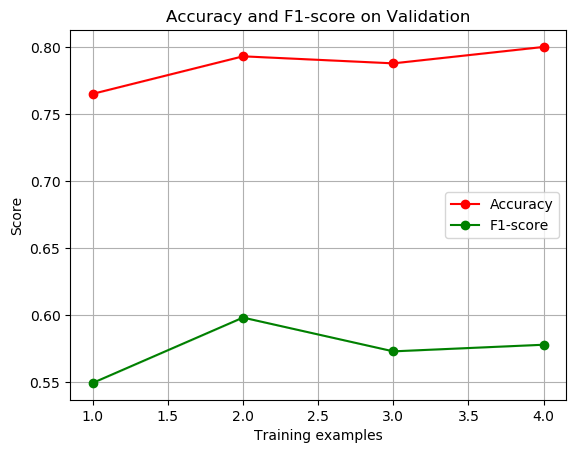 Accuracy and F1-score on Validation
0.80
0.75
0.70
0.65
0.60
0.55
Score
Accuracy
F1-score
1.0 1.5 2.0 2.5 3.0 3.5 4.0
Training examples